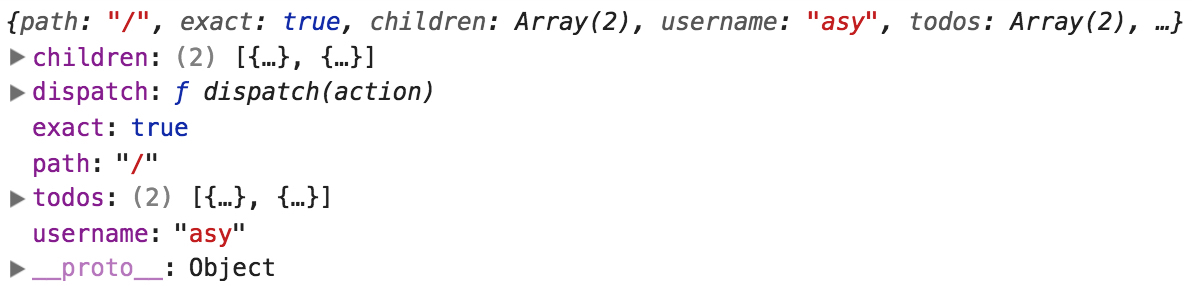 {path: "/", exact: true, children: Array(2), username: "asy", todos: Array(2), …}
▶ children: (2) [{…}, {…}]
▶ dispatch: ƒ dispatch(action)
exact: true
path: "/"
▶ todos: (2) [{…}, {…}]
username: "asy"
▶ __proto__: Object